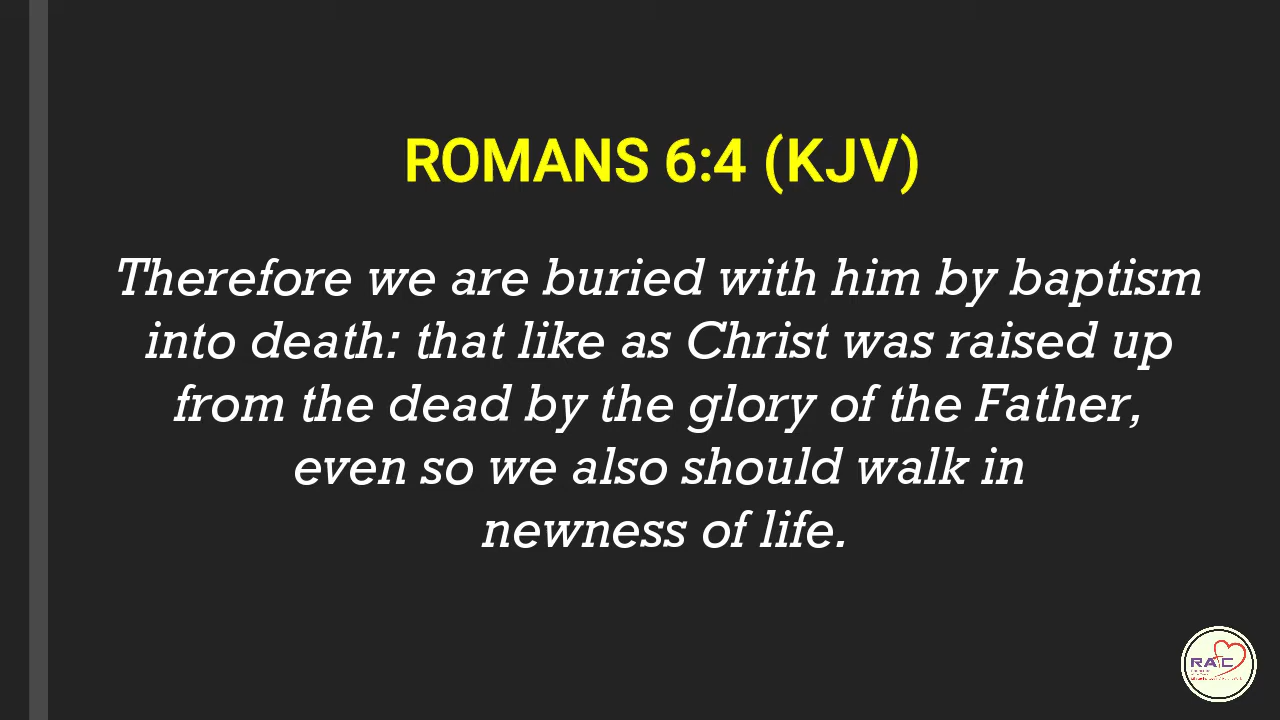 ROMANS 6:4 (KJV)
Therefore we are buried with him by baptism
into death: that like as Christ was raised up
from the dead by the glory of the Father,
even so we also should walk in
newness of life.
RAFC